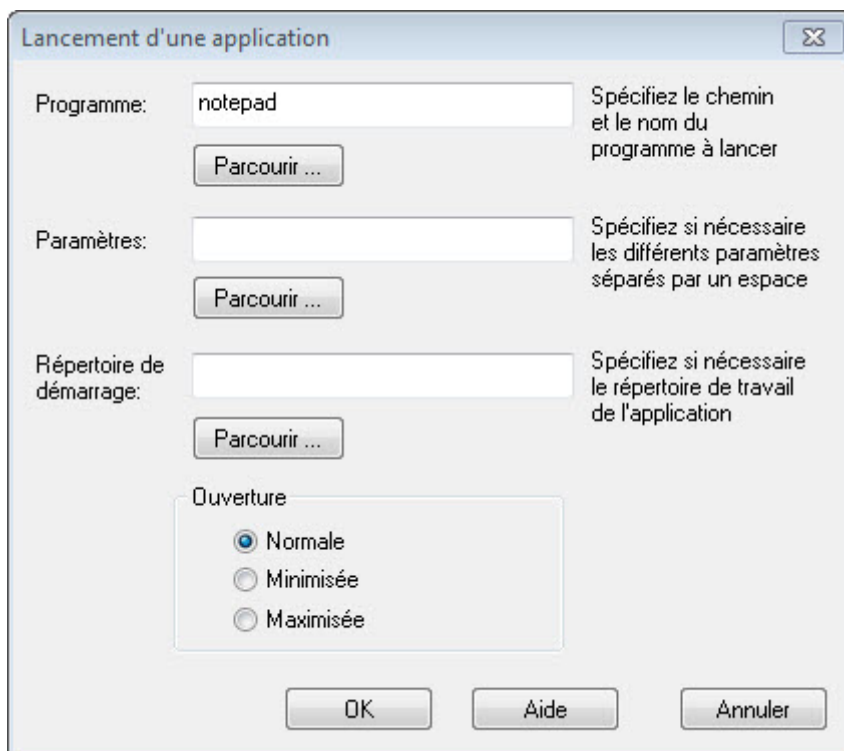 Lancement d'une application
Programme:
notepad
Spécifiez le chemin
et le nom du
programme à lancer
Parcourir ...
Paramètres:
Spécifiez si nécessaire
les différents paramètres
séparés par un espace
Parcourir ...
Répertoire de
démarrage:
Spécifiez si nécessaire
le répertoire de travail
de l'application
Parcourir ...
Ouverture
Normale
Minimisée
Maximisée
OK
Aide
Annuler